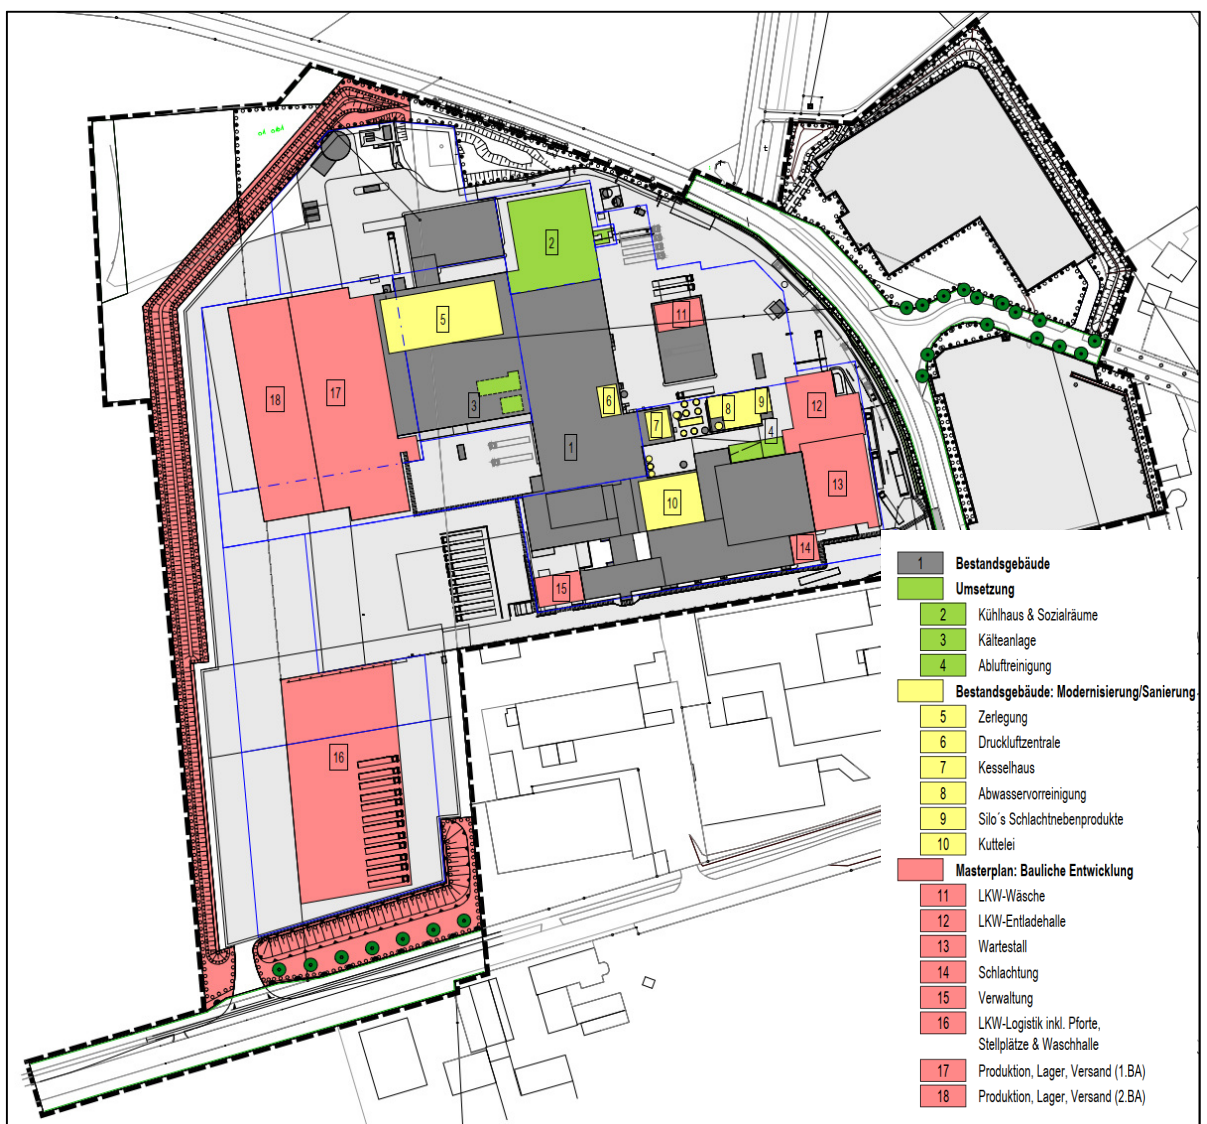 2
11
5
18
17
3
6
7
8
9
12
4
1
10
13
14
15
16
1 Bestandsgebäude
Umsetzung
2 Kühlhaus & Sozialräume
3 Kälteanlage
4 Abluftreinigung
Bestandsgebäude: Modernisierung/Sanierung
5 Zerlegung
6 Druckluftzentrale
7 Kesselhaus
8 Abwasservorreinigung
9 Silo´s Schlachtnebenprodukte
10 Kuttelei
Masterplan: Bauliche Entwicklung
11 LKW-Wäsche
12 LKW-Entladehalle
13 Wartestall
14 Schlachtung
15 Verwaltung
16 LKW-Logistik inkl. Pforte,
Stellplätze & Waschhalle
17 Produktion, Lager, Versand (1.BA)
18 Produktion, Lager, Versand (2.BA)